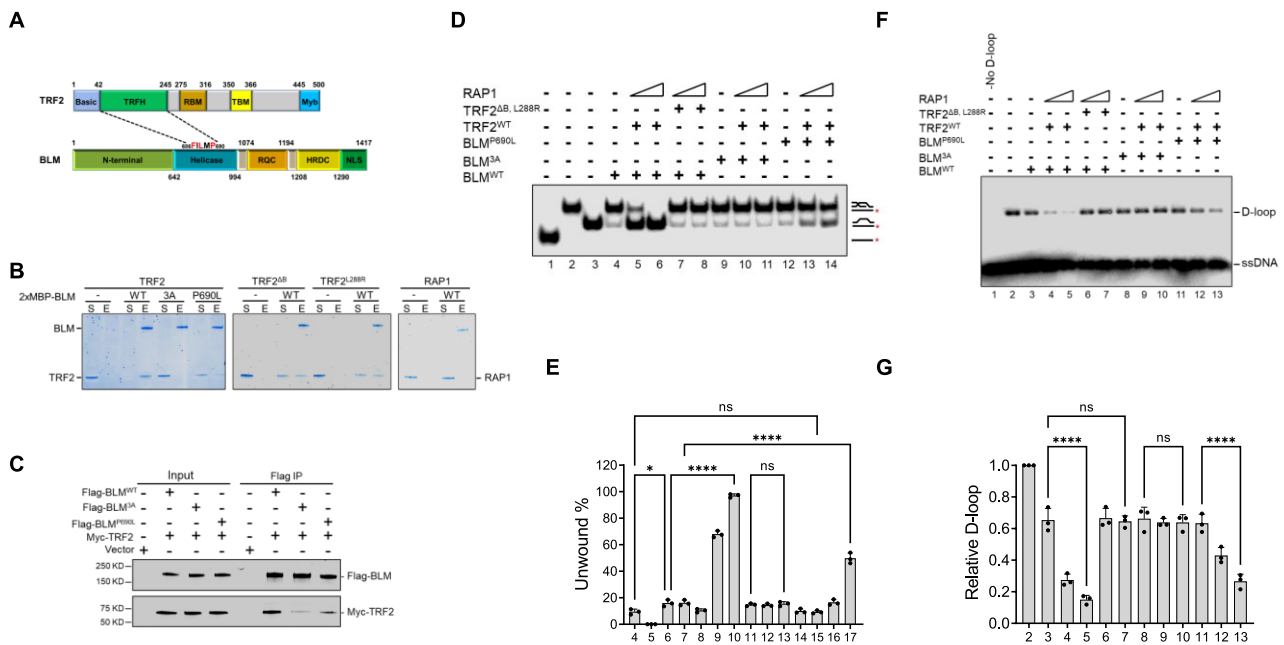 A
1 42 245 275 316 350 366 445 500
TRF2 Basic TRFH RBM TBM Myb
686FILMP690
1074 1194 1417
BLM N-terminal Helicase RQC HRDC NLS
642 994 1208 1290
B
TRF2 TRF2ΔB TRF2L288R RAP1
2xMBP-BLM - WT 3A P690L - WT - WT - WT
S E S E S E S E S E S E S E S E S E S E
BLM
TRF2
RAP1
C
Input Flag IP
Flag-BLMWT - + - - - + - -
Flag-BLM3A - - + - - - + -
Flag-BLMP690L - - - + - - - +
Myc-TRF2 - + + + - + + +
Vector + - - - + - - -
250 KD
150 KD
Flag-BLM
75 KD
50 KD
Myc-TRF2
D
RAP1 - - - - - - - - -
TRF2ΔB, L288R - - - - - - + + - - - - - -
TRF2WT - - - - + + - - - + + - + +
BLMP690L - - - - - - - - - - - + + +
BLM3A - - - - - - - - + + + - - -
BLMWT - - - + + + + + - - - - - -
* * *
1 2 3 4 5 6 7 8 9 10 11 12 13 14
E
ns
****
* **** ns
Unwound %
120
100
80
60
40
20
0
4 5 6 7 8 9 10 11 12 13 14 15 16 17
F
No D-loop
RAP1
TRF2ΔB, L288R
TRF2WT
BLMP690L
BLM3A
BLMWT
D-loop
ssDNA
1 2 3 4 5 6 7 8 9 10 11 12 13
G
ns
**** ns ****
Relative D-loop
1.0
0.8
0.6
0.4
0.2
0.0
2 3 4 5 6 7 8 9 10 11 12 13